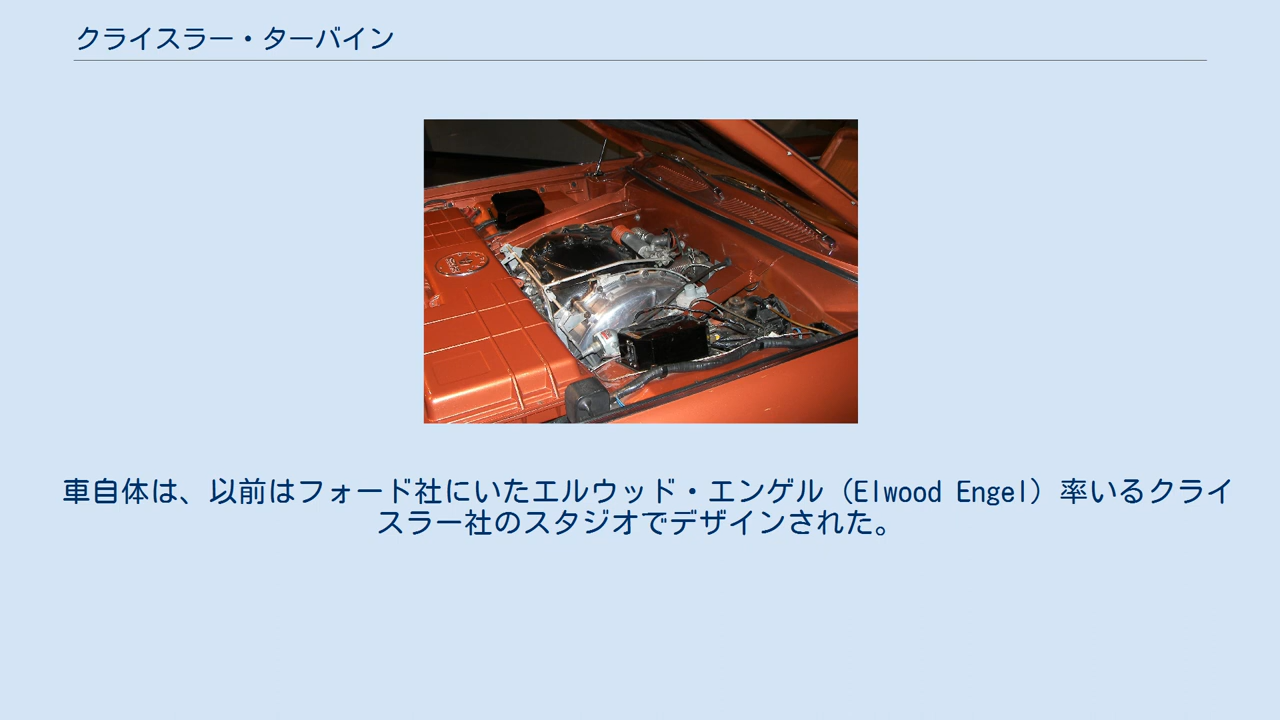 クライスラー・ターバイン
車自体は、以前はフォード社にいたエルウッド・エンゲル（Elwood Engel）率いるクライ
スラー社のスタジオでデザインされた。